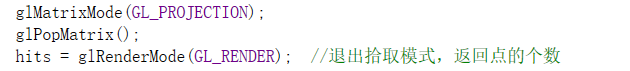 glMatrixMode(GL_PROJECTION);
glPopMatrix();
hits = glRenderMode(GL_RENDER);  //退出拾取模式，返回点的个数